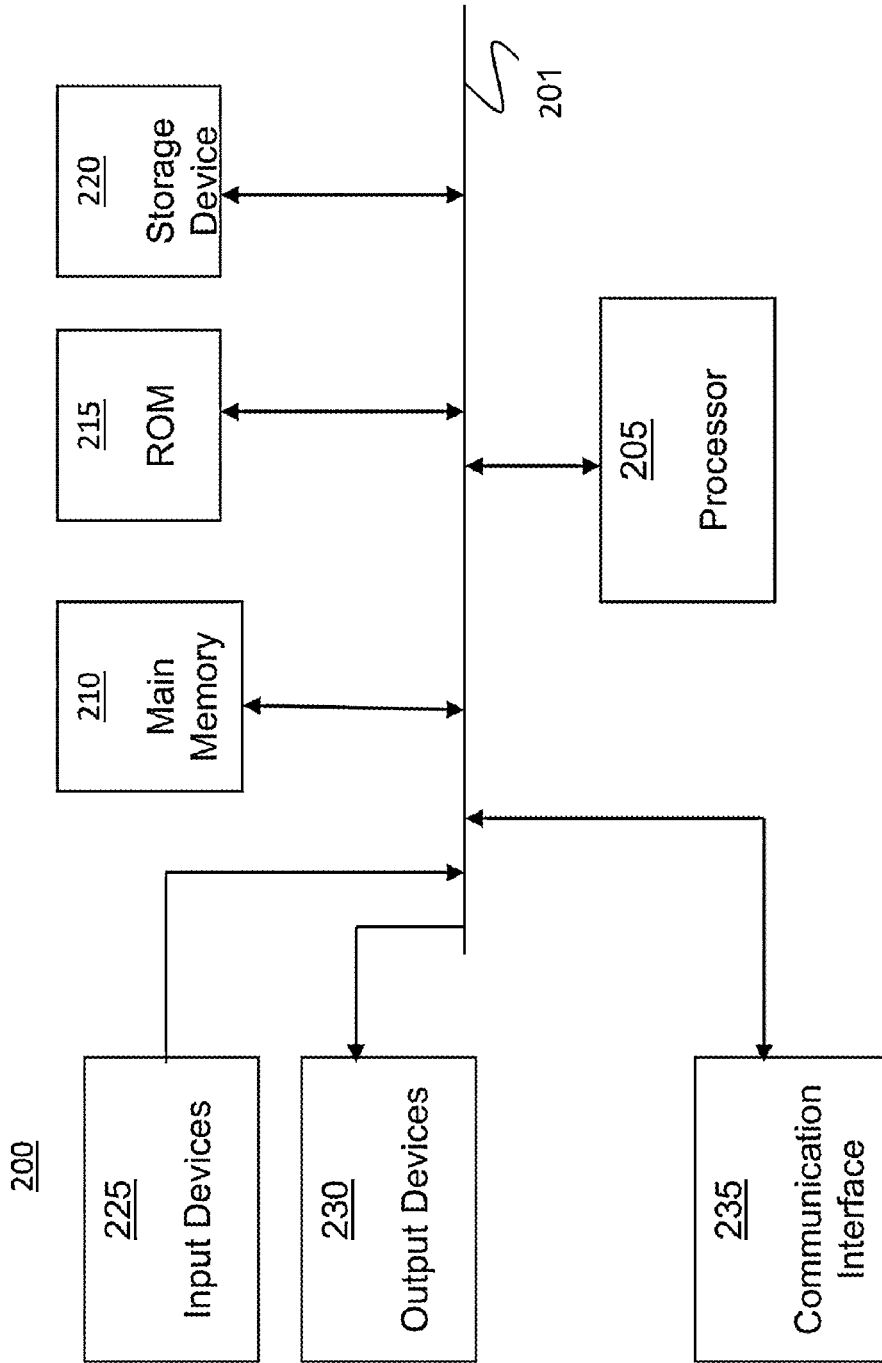 200
225
Input Devices
230
Output Devices
235
Communication
Interface
210
Main
Memory
215
ROM
220
Storage
Device
205
Processor
201